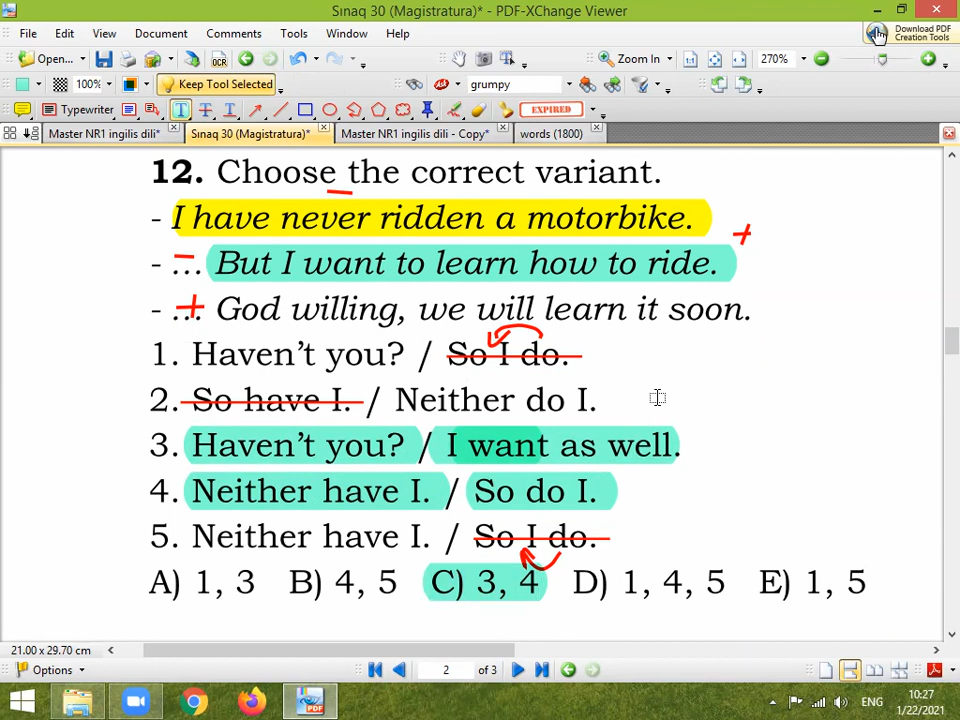 Sınaq 30 (Magistratura)* - PDF-XChange Viewer
File Edit View Document Comments Tools Window Help
Download PDF
Creation Tools
Open... OCR Zoom In 270%
100% Keep Tool Selected grumpy
Typewriter EXPIRED
Master NR1 ingilis dili* Sınaq 30 (Magistratura)* Master NR1 ingilis dili - Copy* words (1800)
12. Choose the correct variant.
- I have never ridden a motorbike.
- ... But I want to learn how to ride.
- ... God willing, we will learn it soon.
1. Haven't you? / So I do.
2. So have I. / Neither do I.
3. Haven't you? / I want as well.
4. Neither have I. / So do I.
5. Neither have I. / So I do.
A) 1, 3 B) 4, 5 C) 3, 4 D) 1, 4, 5 E) 1, 5
21.00 x 29.70 cm
Options 2 of 3
ENG
10:27
1/22/2021